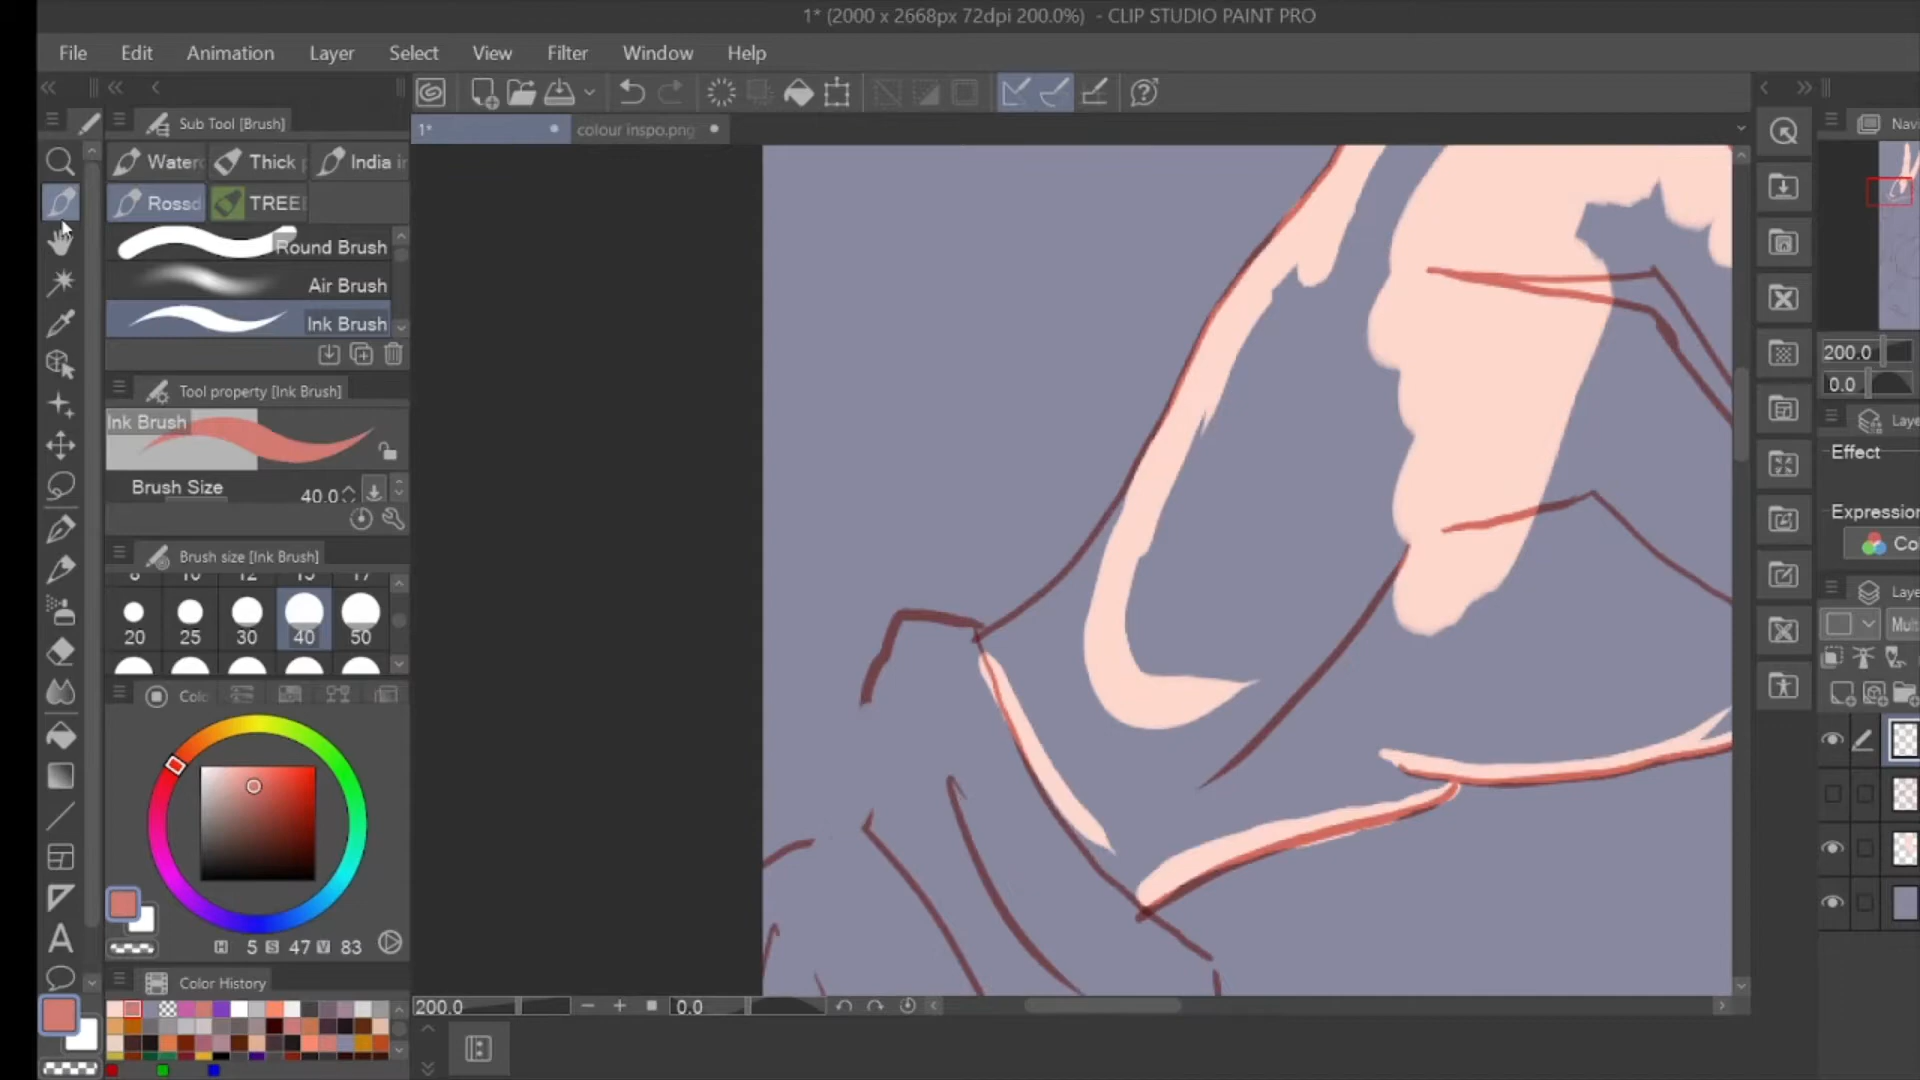 1* (2000 x 2668px 72dpi 200.0%) - CLIP STUDIO PAINT PRO
File Edit Animation Layer Select View Filter Window Help
Sub Tool [Brush]
1*
colour inspo.png
Thick
India
TREE
Round Brush
Air Brush
Ink Brush
Tool property [Ink Brush]
Ink Brush
Brush Size 40.0
Brush size [Ink Brush]
20 25 30 40 50
H 5 S 47 V 83
Color History
200.0
0.0
200.0
0.0
Effect
Expression
A